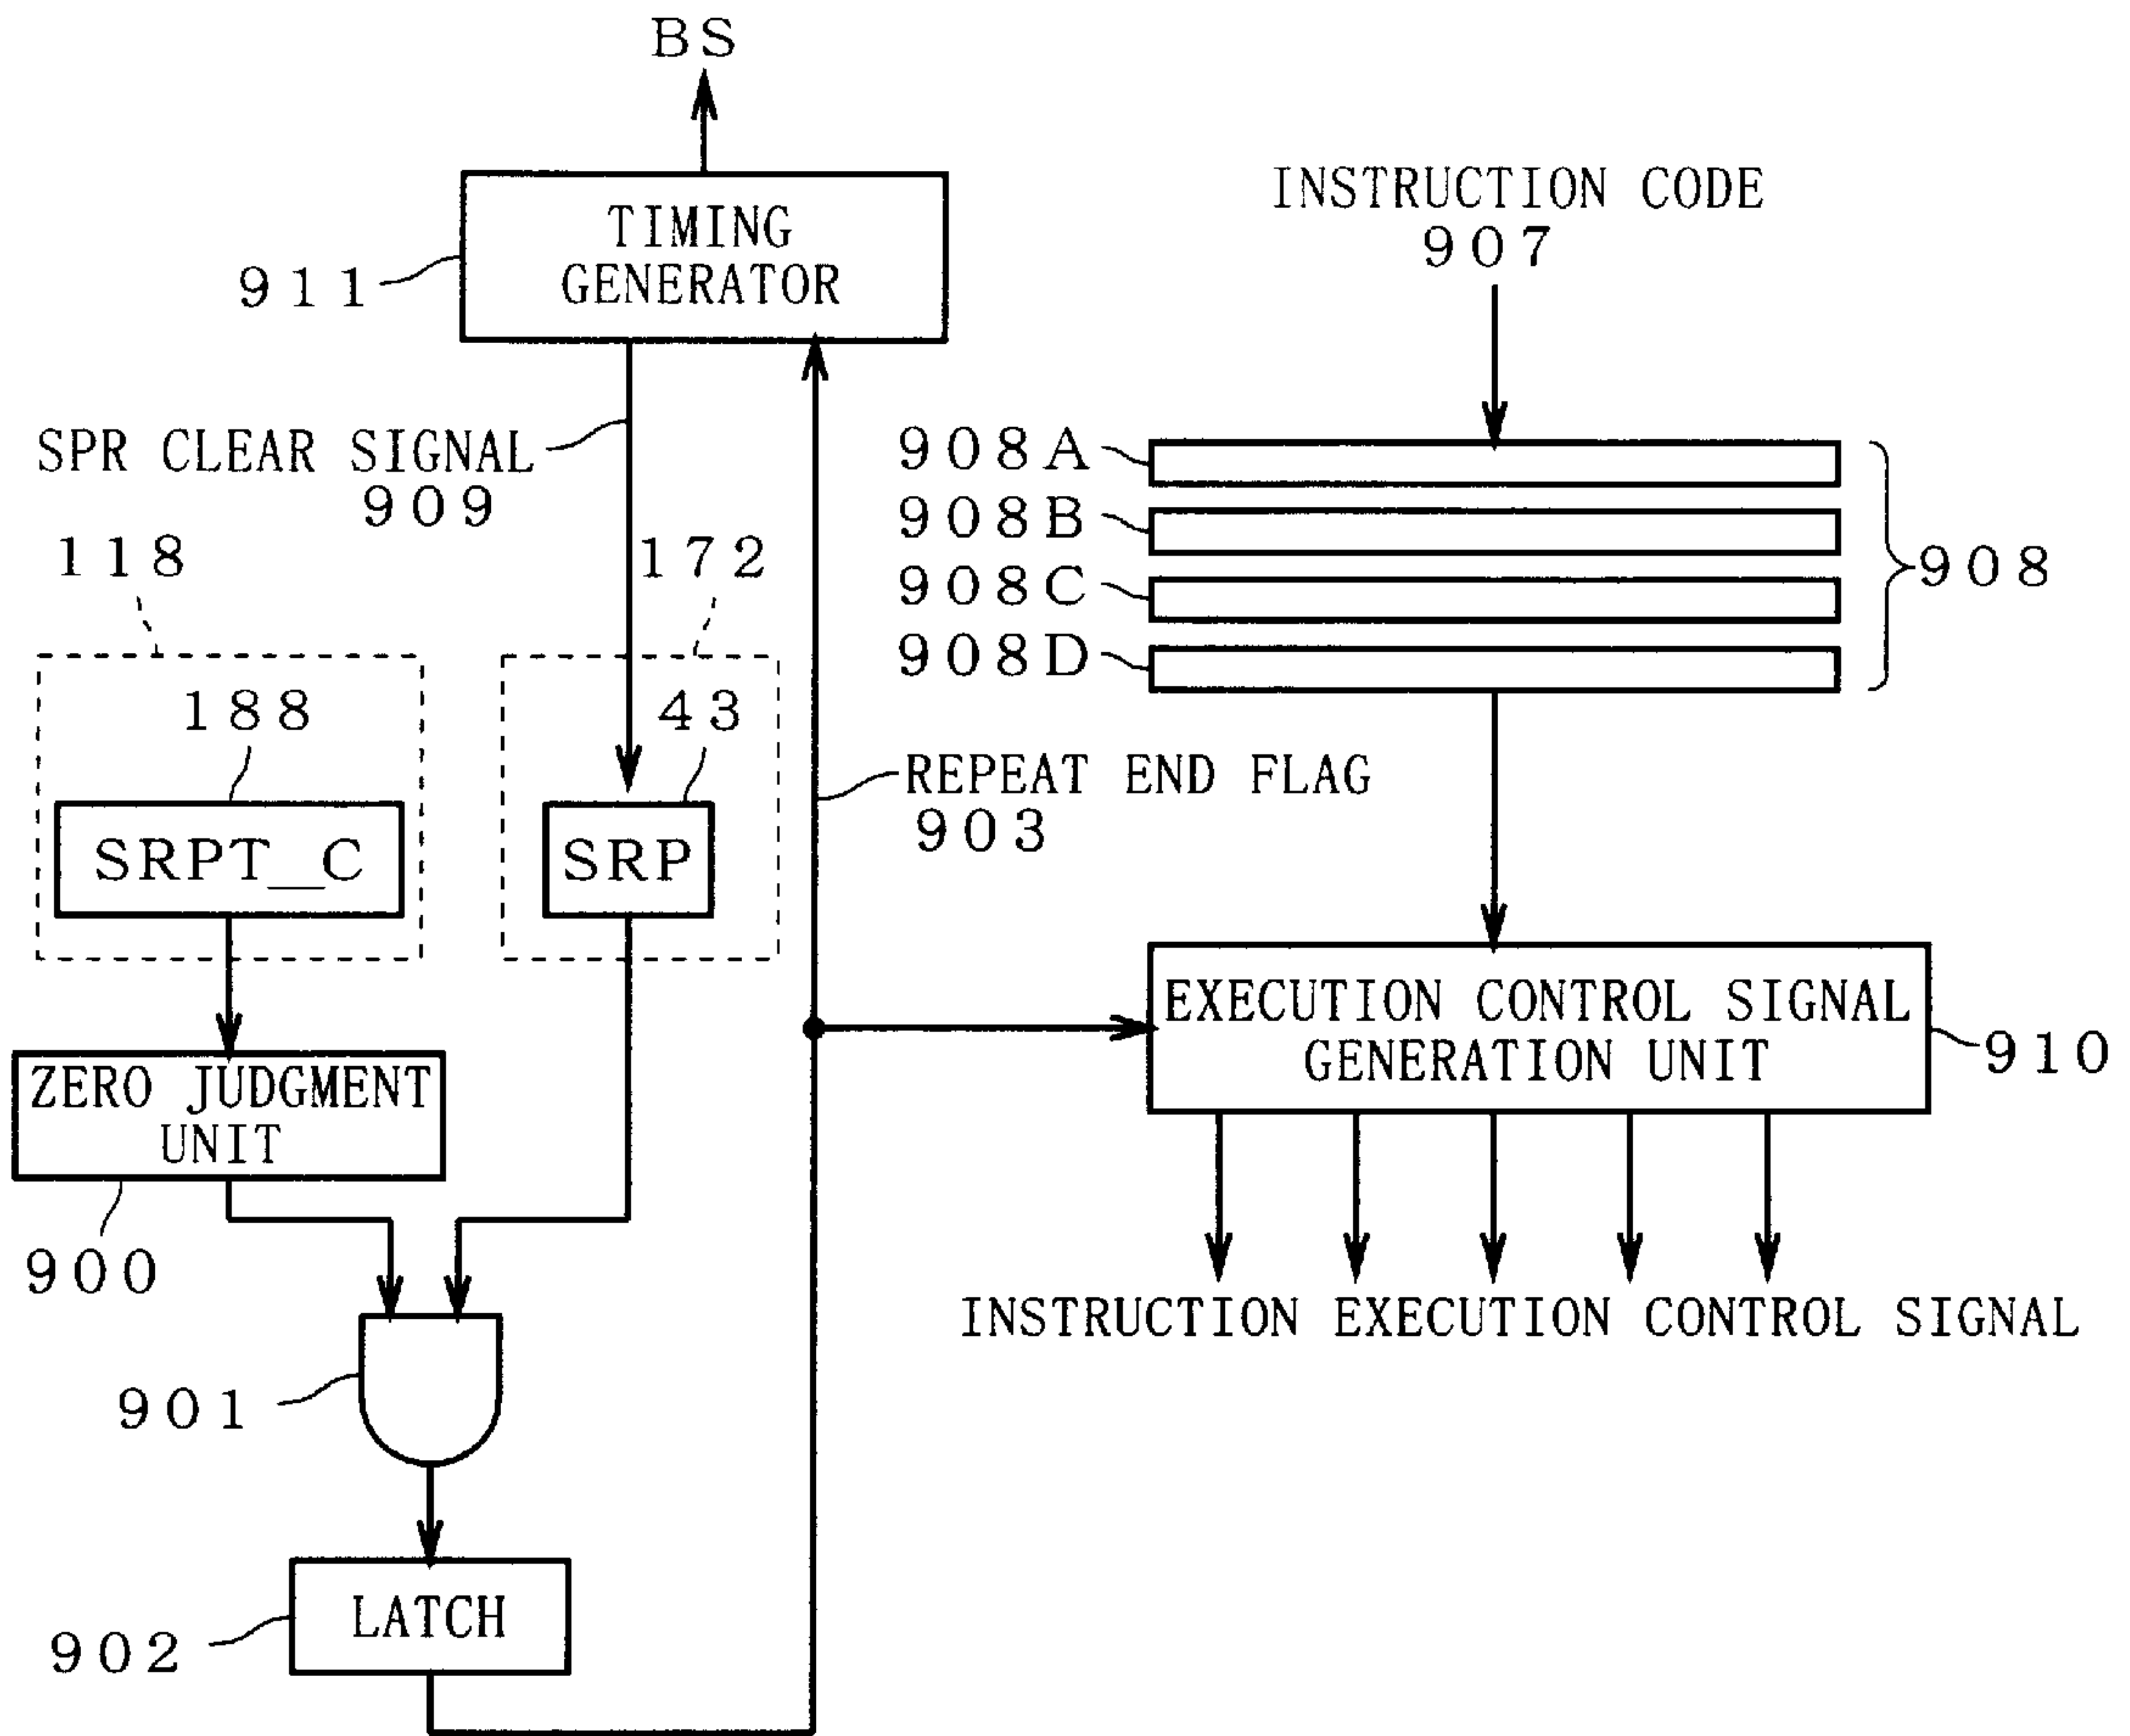 BS
TIMING
GENERATOR
911
INSTRUCTION CODE
907
SPR CLEAR SIGNAL
909
908A
908B
908C
908D
908
118
172
188
43
SRPT_C
SRP
REPEAT END FLAG
903
ZERO JUDGMENT
UNIT
900
EXECUTION CONTROL SIGNAL
GENERATION UNIT
910
INSTRUCTION EXECUTION CONTROL SIGNAL
901
LATCH
902